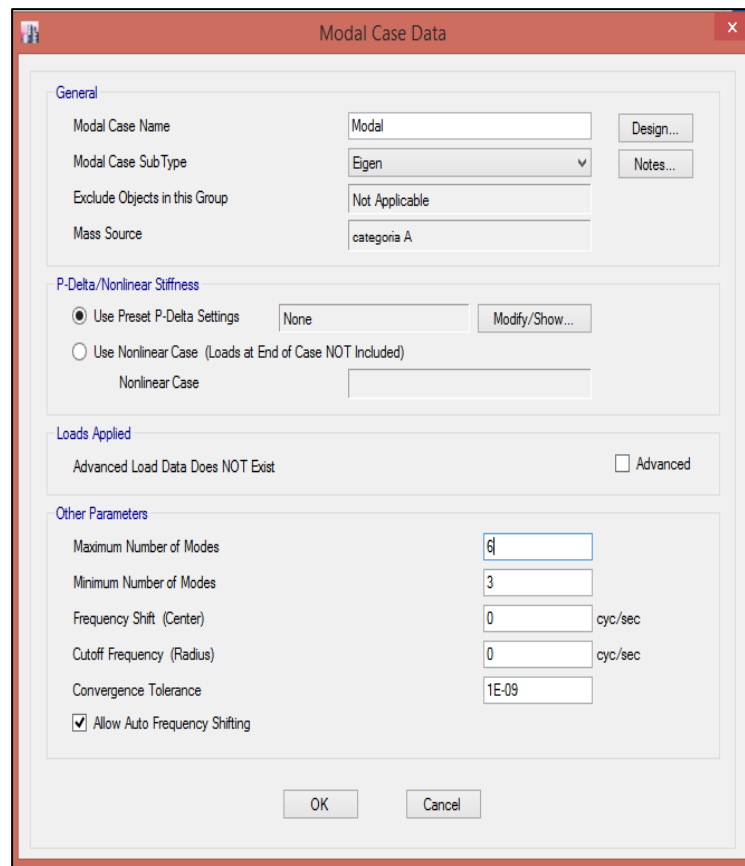 Modal Case Data
x
General
Modal Case Name Modal Design...
Modal Case SubType Eigen Notes...
Exclude Objects in this Group Not Applicable
Mass Source categoria A
P-Delta/Nonlinear Stiffness
Use Preset P-Delta Settings None Modify/Show...
Use Nonlinear Case (Loads at End of Case NOT Included)
Nonlinear Case
Loads Applied
Advanced Load Data Does NOT Exist Advanced
Other Parameters
Maximum Number of Modes 6
Minimum Number of Modes 3
Frequency Shift (Center) 0 cyc/sec
Cutoff Frequency (Radius) 0 cyc/sec
Convergence Tolerance 1E-09
Allow Auto Frequency Shifting
OK Cancel